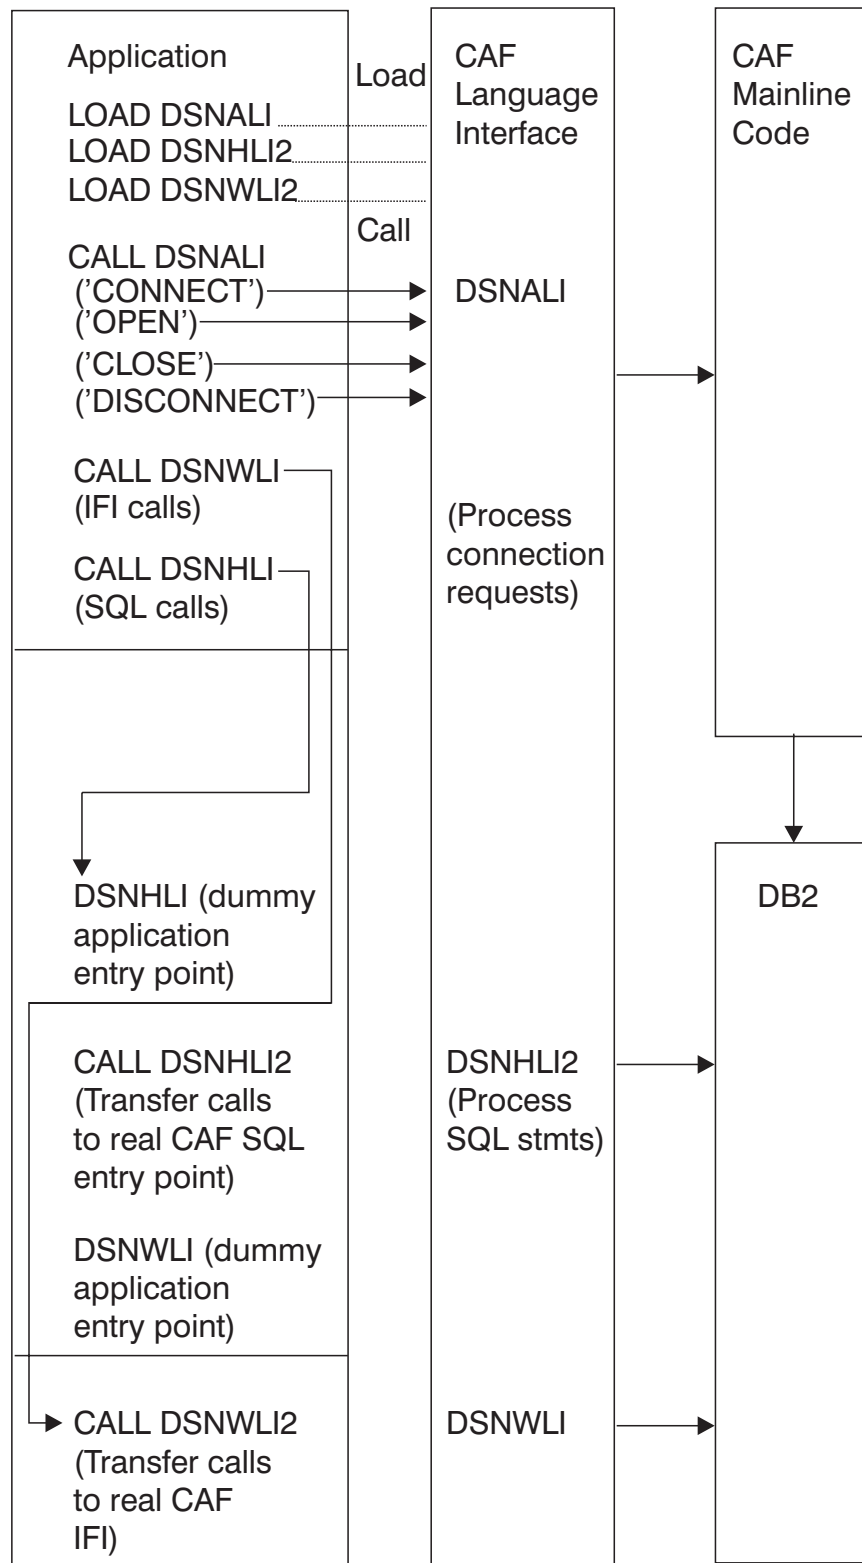 Application
Load
LOAD DSNALI
LOAD DSNHLI2
LOAD DSNWLI2
Call
CALL DSNALI
('CONNECT')
('OPEN')
('CLOSE')
('DISCONNECT')
CALL DSNWLI
(IFI calls)
CALL DSNHLI
(SQL calls)
DSNHLI (dummy
application
entry point)
CALL DSNHLI2
(Transfer calls
to real CAF SQL
entry point)
DSNWLI (dummy
application
entry point)
CALL DSNWLI2
(Transfer calls
to real CAF
IFI)
CAF
Language
Interface
DSNALI
(Process
connection
requests)
DSNHLI2
(Process
SQL stmts)
DSNWLI
CAF
Mainline
Code
DB2